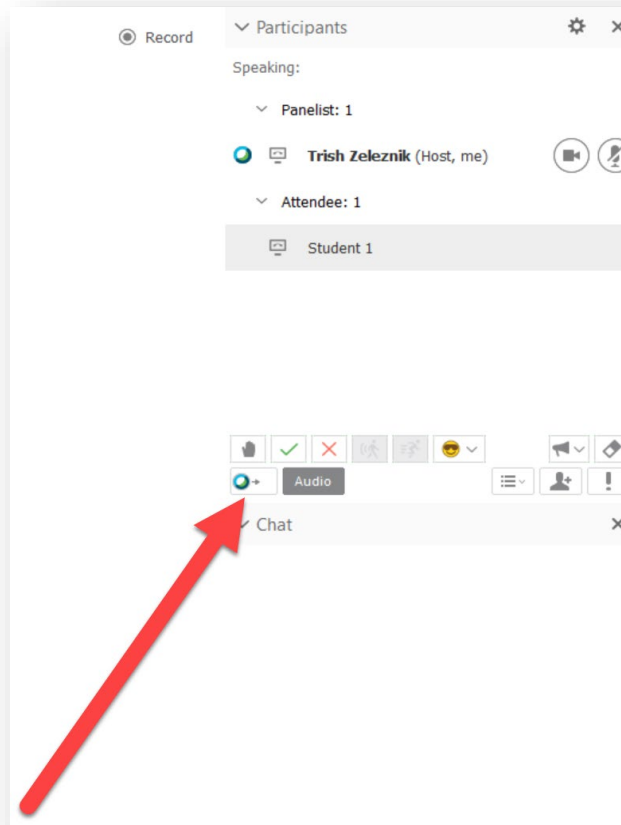 Record
Participants
Speaking:
Panelist: 1
Trish Zeleznik (Host, me)
Attendee: 1
Student 1
Audio
Chat